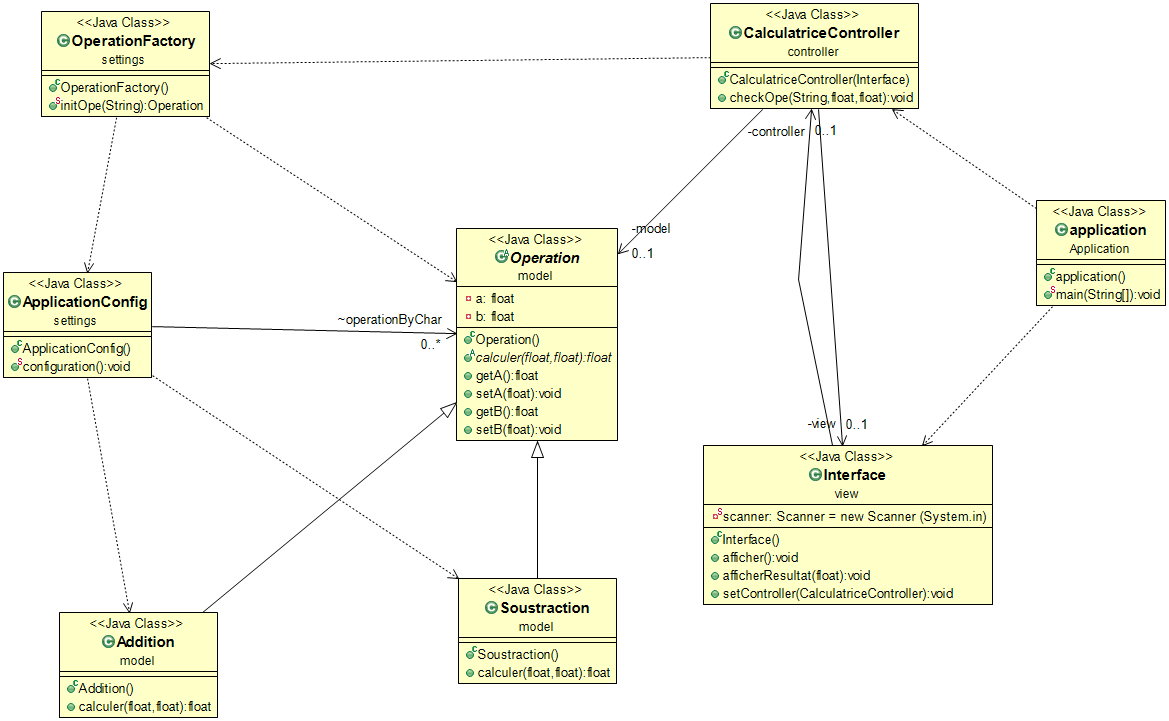 <<Java Class>>
OperationFactory
settings
OperationFactory()
initOpe(String):Operation
<<Java Class>>
CalculatriceController
controller
CalculatriceController(Interface)
checkOpe(String,float,float):void
-controller
0..1
-model
0..1
<<Java Class>>
application
Application
application()
main(String[]):void
<<Java Class>>
Operation
model
a: float
b: float
Operation()
calculer(float,float):float
getA():float
setA(float):void
getB():float
setB(float):void
<<Java Class>>
ApplicationConfig
settings
ApplicationConfig()
configuration():void
~operationByChar
0..*
-view
0..1
<<Java Class>>
Interface
view
scanner: Scanner = new Scanner (System.in)
Interface()
afficher():void
afficherResultat(float):void
setController(CalculatriceController):void
<<Java Class>>
Soustraction
model
Soustraction()
calculer(float,float):float
<<Java Class>>
Addition
model
Addition()
calculer(float,float):float